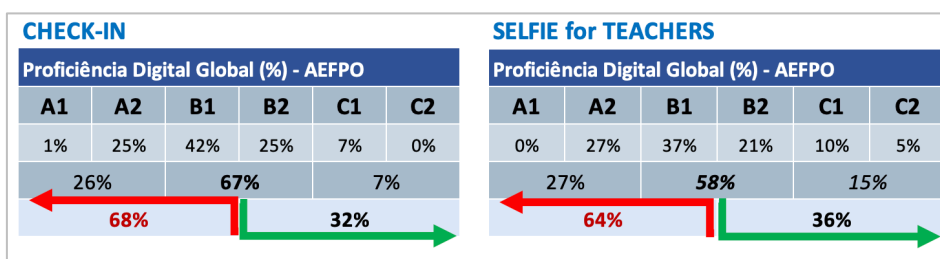 CHECK-IN
Proficiência Digital Global (%) - AEFPO
A1 A2 B1 B2 C1 C2
1% 25% 42% 25% 7% 0%
26% 67% 7%
68% 32%
SELFIE for TEACHERS
Proficiência Digital Global (%) - AEFPO
A1 A2 B1 B2 C1 C2
0% 27% 37% 21% 10% 5%
27% 58% 15%
64% 36%